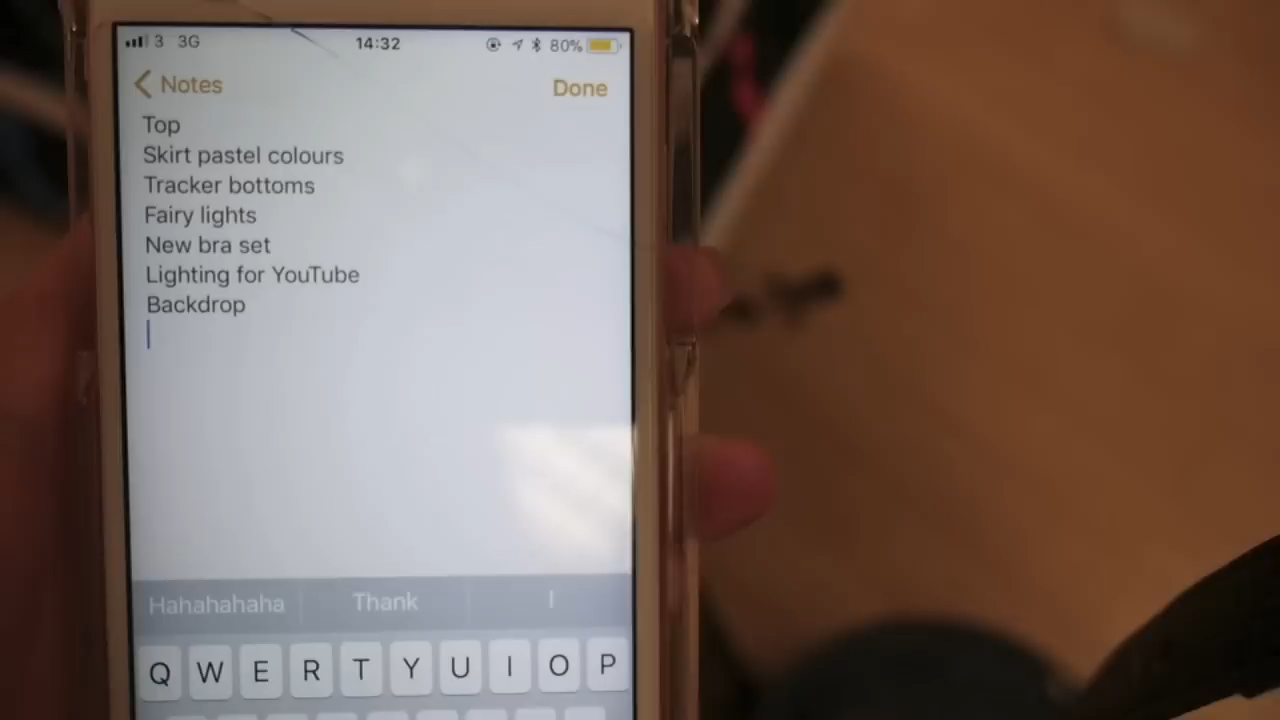 3 3G 14:32 80%
Notes Done
Top
Skirt pastel colours
Tracker bottoms
Fairy lights
New bra set
Lighting for YouTube
Backdrop
Hahahahaha Thank I
Q W E R T Y U I O P